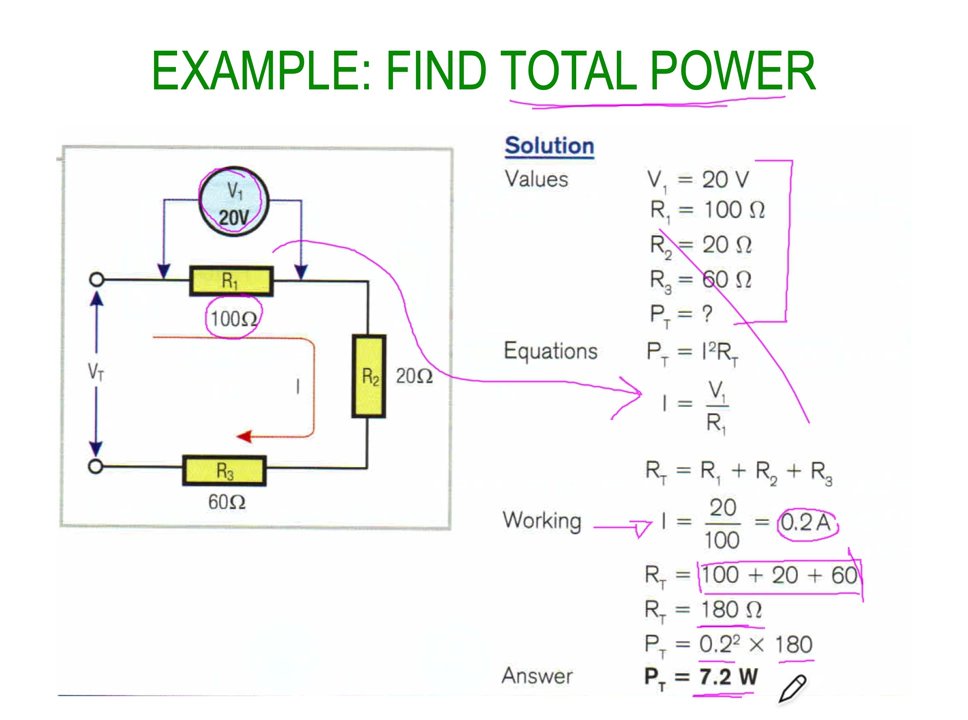 EXAMPLE: FIND TOTAL POWER
V₁
20V
R₁
100Ω
V_T
I
R₂
20Ω
R₃
60Ω
Solution
Values V₁ = 20 V
R₁ = 100 Ω
R₂ = 20 Ω
R₃ = 60 Ω
P_T = ?
Equations P_T = I²R_T
I = V₁/R₁
R_T = R₁ + R₂ + R₃
Working I = 20/100 = 0.2 A
R_T = 100 + 20 + 60
R_T = 180 Ω
P_T = 0.2² × 180
Answer P_T = 7.2 W